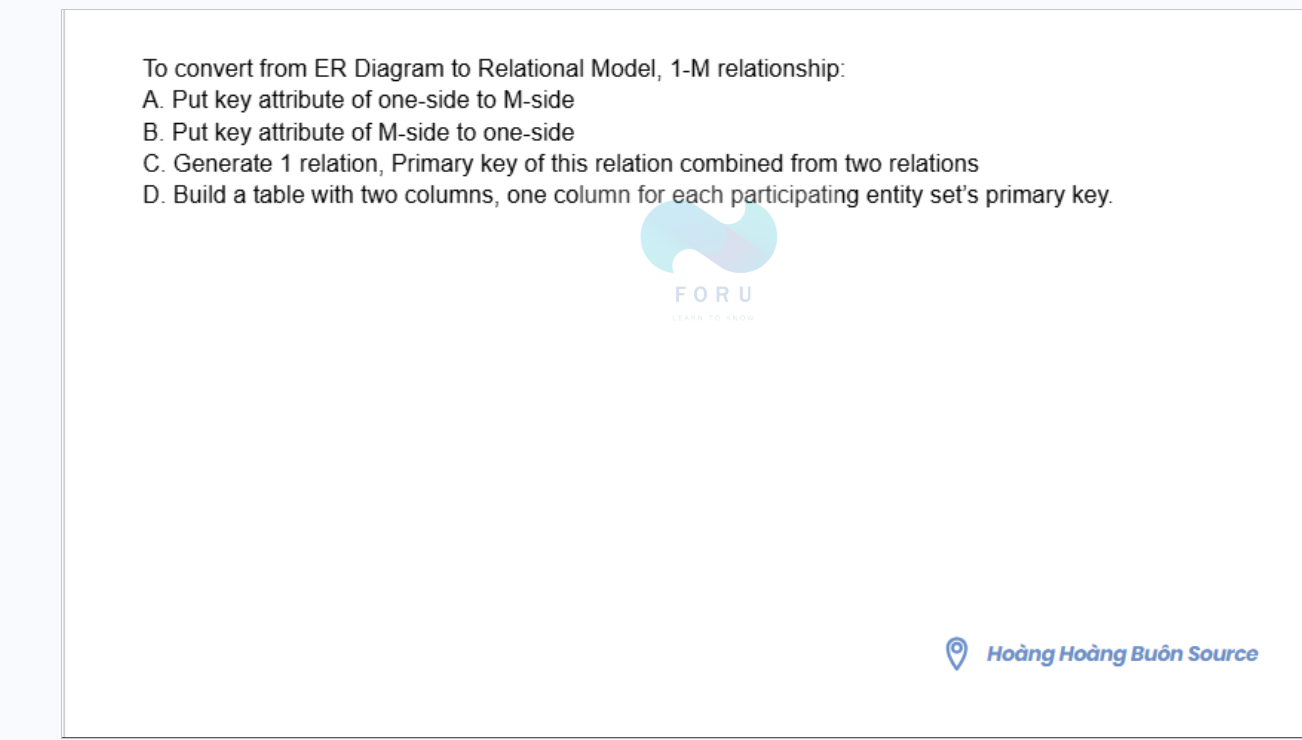 To convert from ER Diagram to Relational Model, 1-M relationship:
A. Put key attribute of one-side to M-side
B. Put key attribute of M-side to one-side
C. Generate 1 relation, Primary key of this relation combined from two relations
D. Build a table with two columns, one column for each participating entity set’s primary key.
FORU
LEARN TO KNOW
Hoàng Hoàng Buôn Source